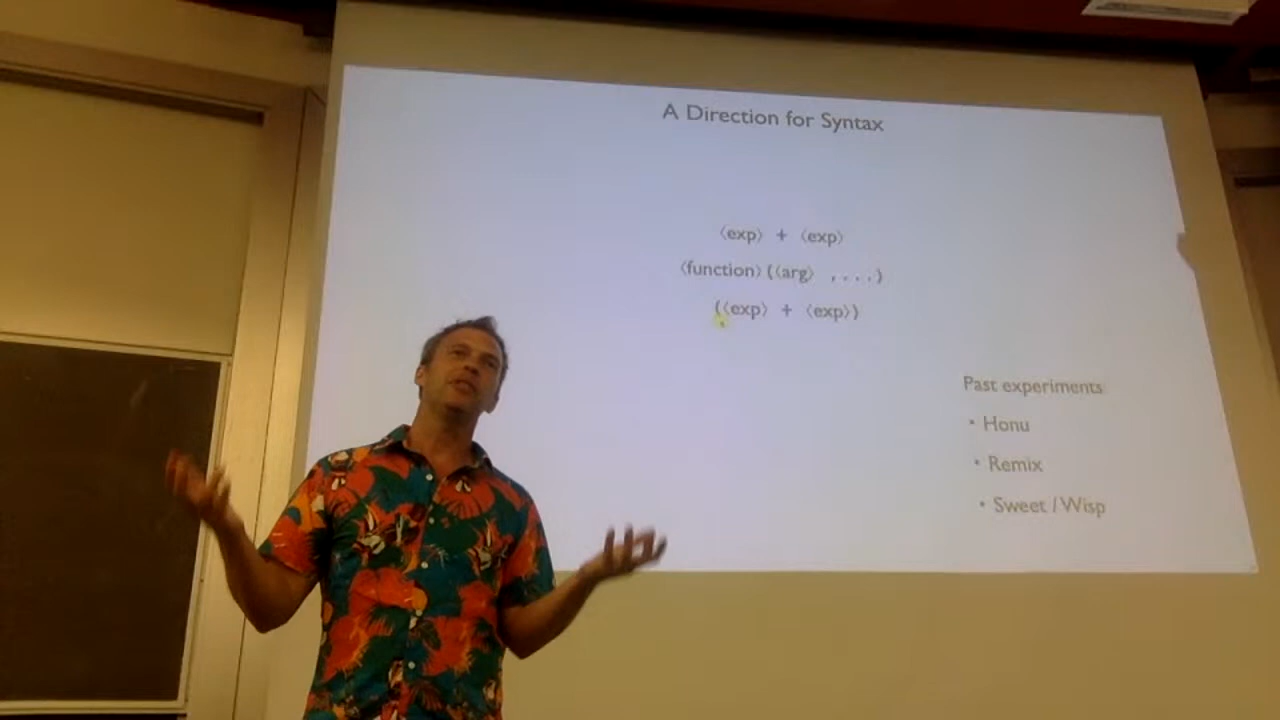 A Direction for Syntax
⟨exp⟩ + ⟨exp⟩
⟨function⟩ (⟨arg⟩ , . . . .)
(⟨exp⟩ + ⟨exp⟩)
Past experiments
• Honu
• Remix
• Sweet / Wisp